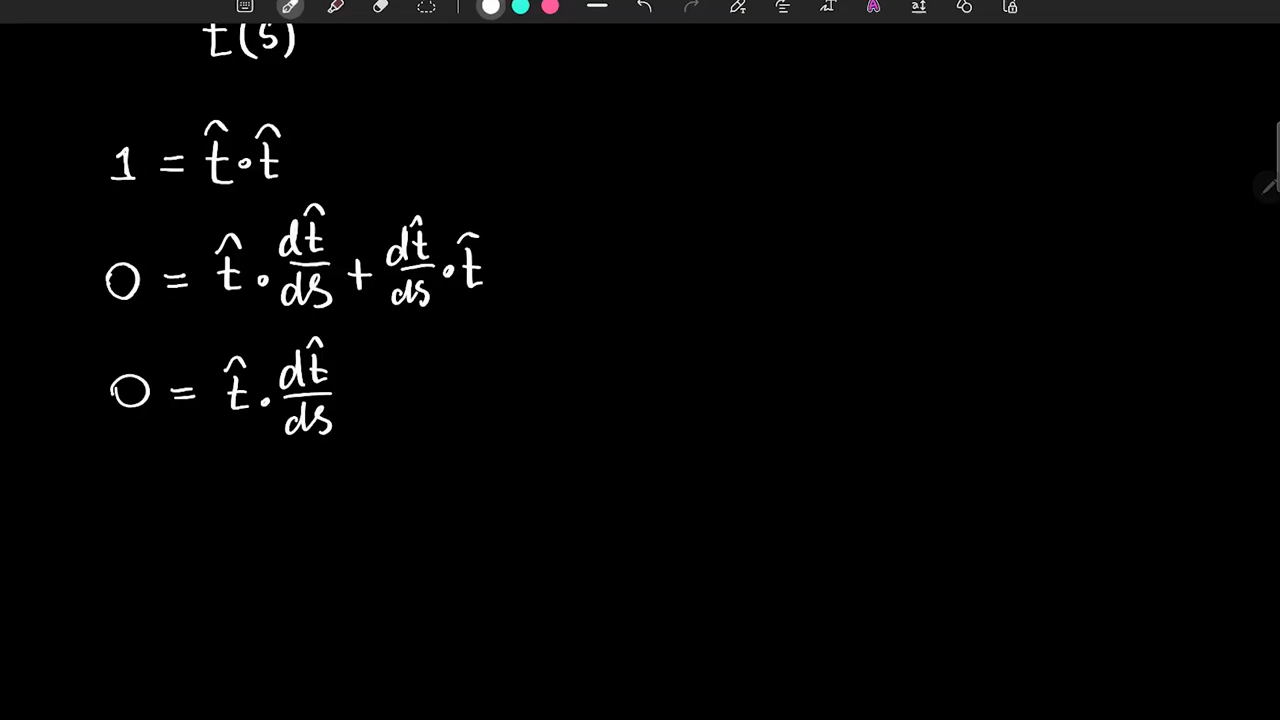 t(s)
1 = t̂ ∘ t̂
0 = t̂ · dt̂/ds + dt̂/ds · t̂
0 = t̂ · dt̂/ds